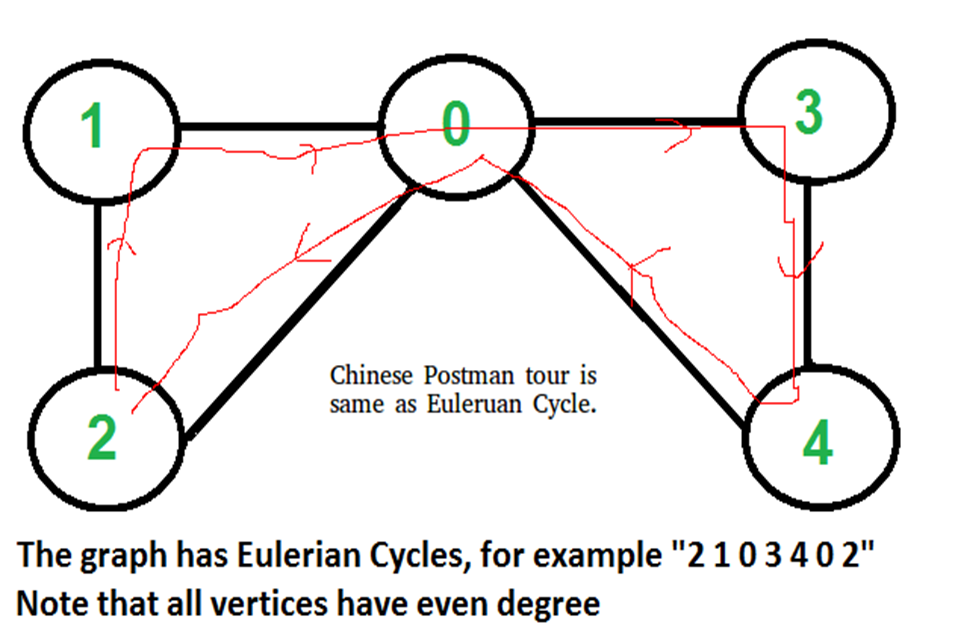 1
0
3
2
4
Chinese Postman tour is
same as Euleruan Cycle.
The graph has Eulerian Cycles, for example "2 1 0 3 4 0 2"
Note that all vertices have even degree